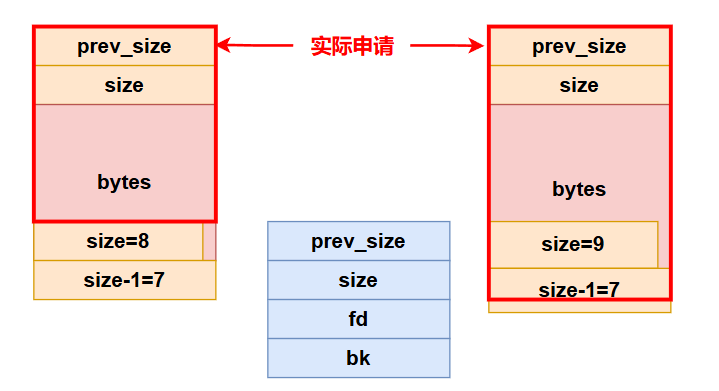 prev_size
size
bytes
size=8
size-1=7
实际申请
prev_size
size
fd
bk
prev_size
size
bytes
size=9
size-1=7